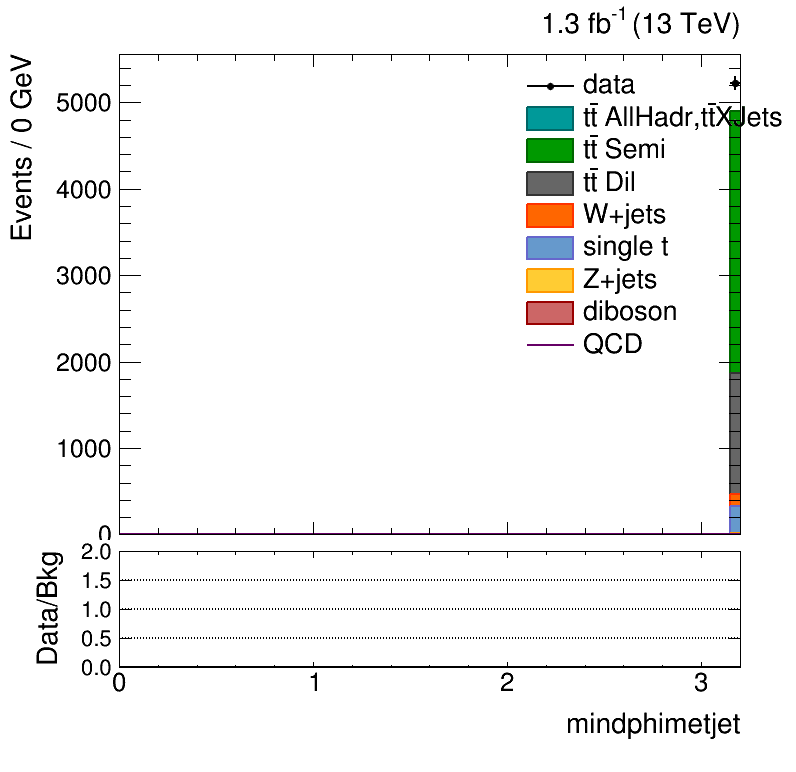 1.3 fb⁻¹ (13 TeV)
Events / 0 GeV
5000
4000
3000
2000
1000
0
data
tt̄ AllHadr,tt̄XJets
tt̄ Semi
tt̄ Dil
W+jets
single t
Z+jets
diboson
QCD
Data/Bkg
2.0
1.5
1.0
0.5
0.0
0 1 2 3
mindphimetjet